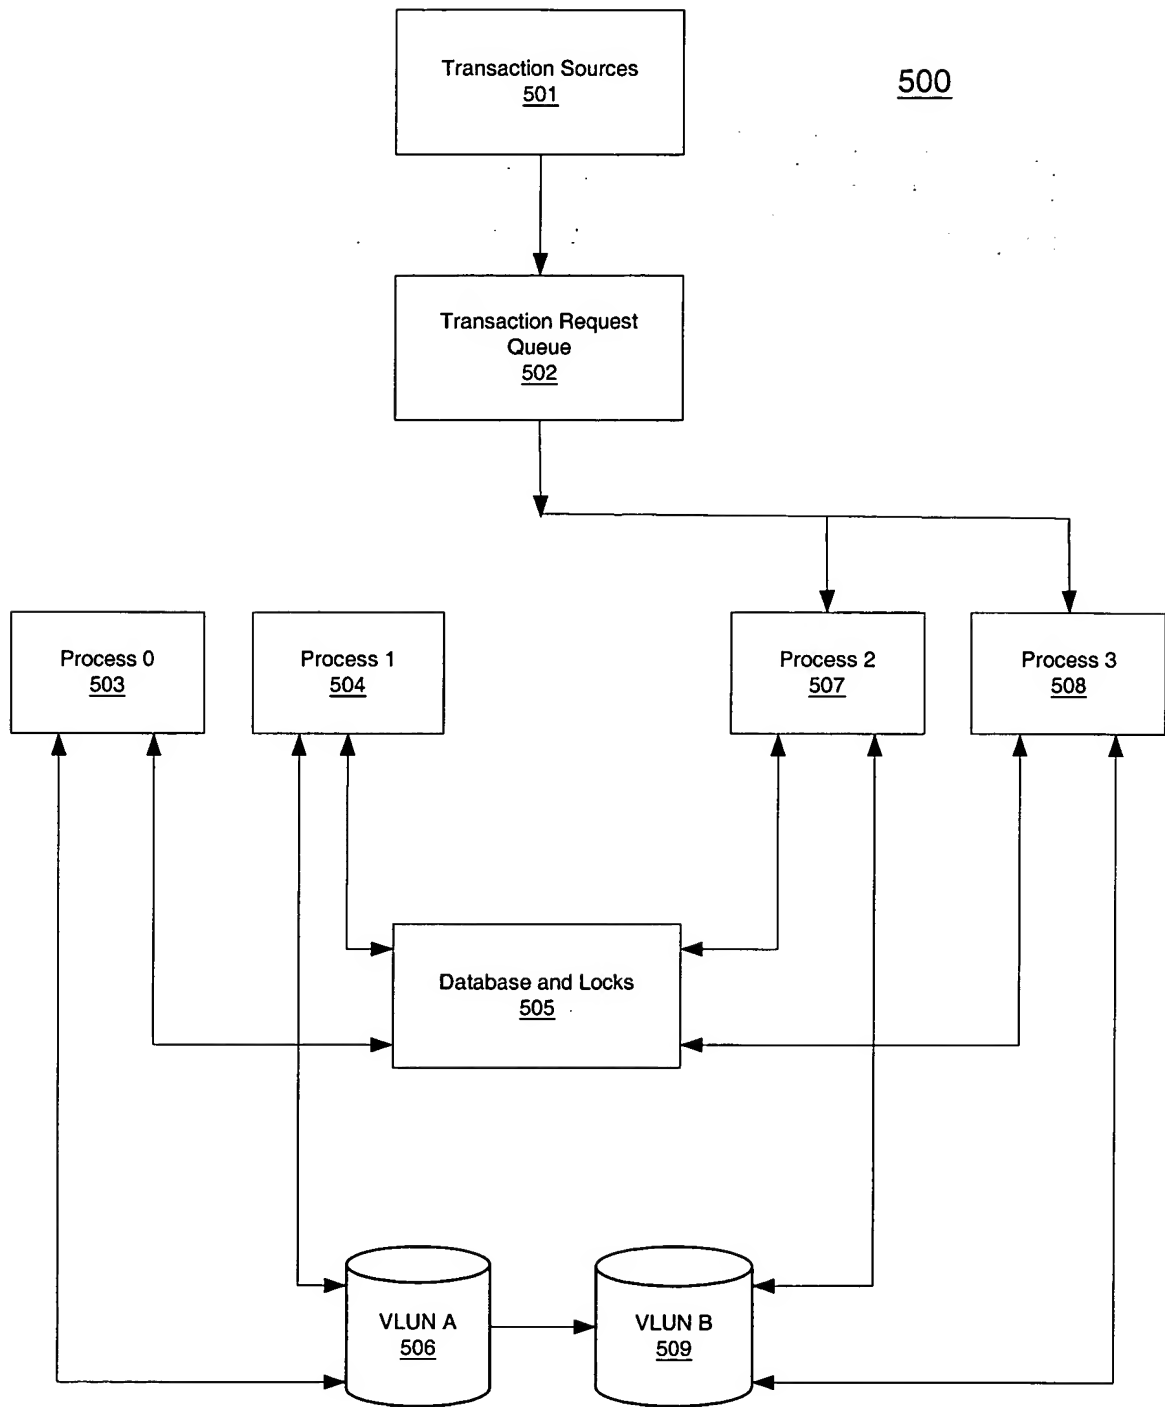 Transaction Sources
501
500
Transaction Request
Queue
502
Process 0
503
Process 1
504
Process 2
507
Process 3
508
Database and Locks
505
VLUN A
506
VLUN B
509